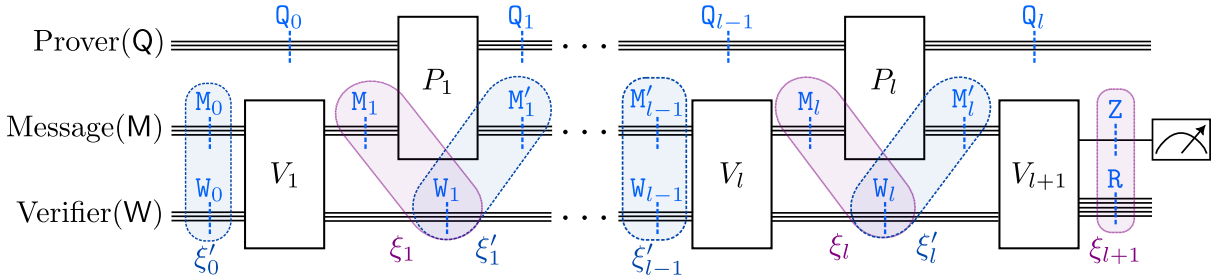 Q₀ Q₁ Qₗ₋₁ Qₗ
Prover(Q) P₁ ··· Pₗ
M₀ M₁ M′₁ M′ₗ₋₁ Mₗ M′ₗ Z
Message(M) ···
V₁ Vₗ Vₗ₊₁
W₀ W₁ Wₗ₋₁ Wₗ R
Verifier(W) ···
ξ′₀ ξ₁ ξ′₁ ξ′ₗ₋₁ ξₗ ξ′ₗ ξₗ₊₁